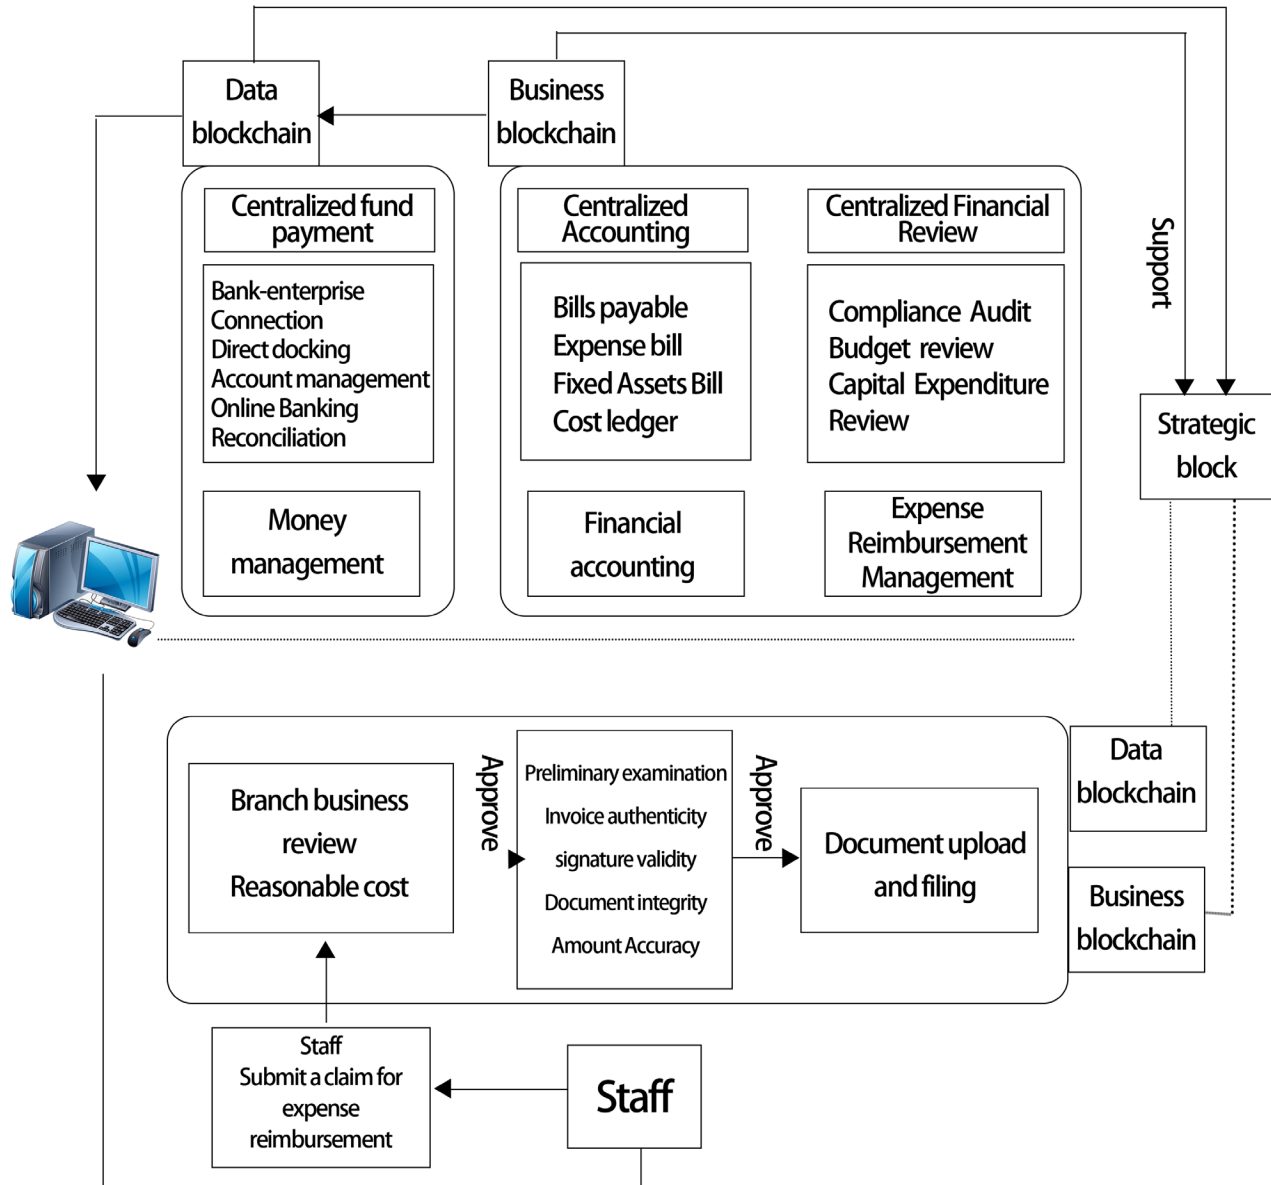 Data
blockchain
Business
blockchain
Centralized fund
payment
Bank-enterprise
Connection
Direct docking
Account management
Online Banking
Reconciliation
Money
management
Centralized
Accounting
Bills payable
Expense bill
Fixed Assets Bill
Cost ledger
Financial
accounting
Centralized Financial
Review
Compliance Audit
Budget review
Capital Expenditure
Review
Expense
Reimbursement
Management
Support
Strategic
block
Branch business
review
Reasonable cost
Approve
Preliminary examination
Invoice authenticity
signature validity
Document integrity
Amount Accuracy
Approve
Document upload
and filing
Data
blockchain
Business
blockchain
Staff
Submit a claim for
expense
reimbursement
Staff